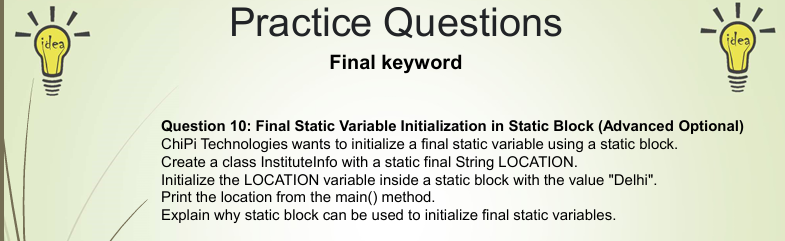 Practice Questions
idea
idea
Final keyword
Question 10: Final Static Variable Initialization in Static Block (Advanced Optional)
ChiPi Technologies wants to initialize a final static variable using a static block.
Create a class InstituteInfo with a static final String LOCATION.
Initialize the LOCATION variable inside a static block with the value "Delhi".
Print the location from the main() method.
Explain why static block can be used to initialize final static variables.